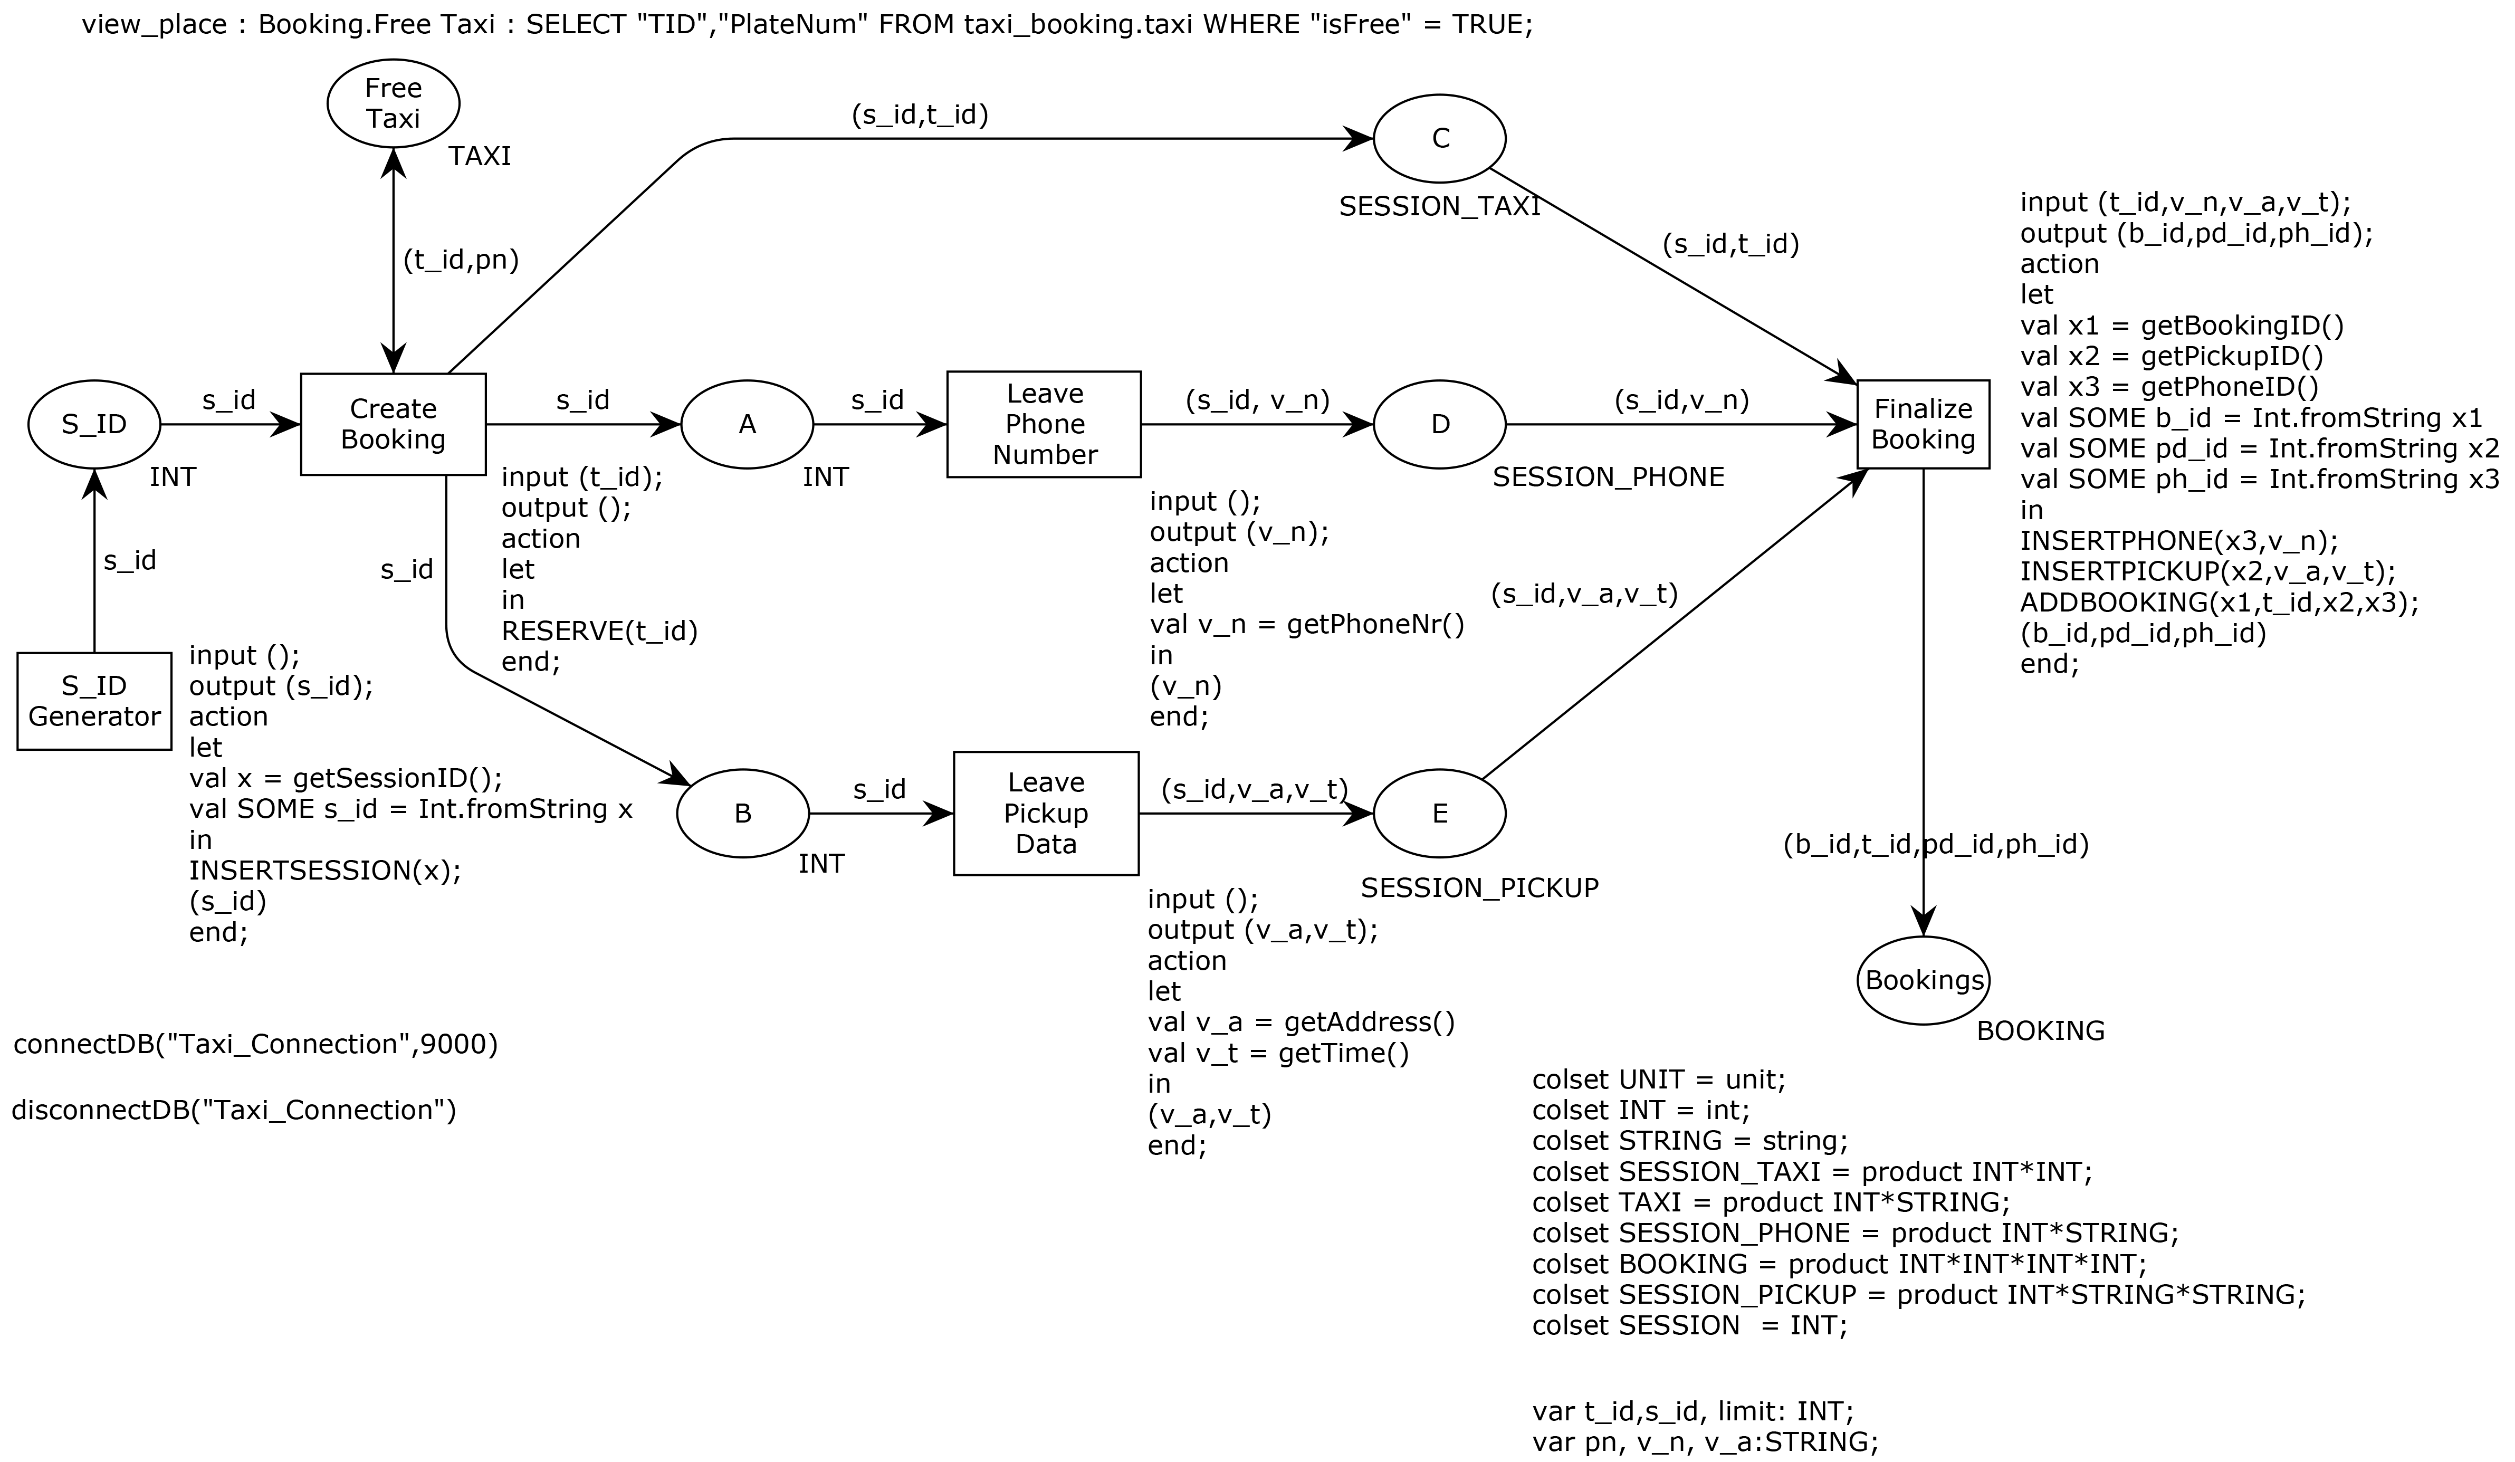 view_place : Booking.Free Taxi : SELECT "TID","PlateNum" FROM taxi_booking.taxi WHERE "isFree" = TRUE;
Free
Taxi
TAXI
(t_id,pn)
(s_id,t_id)
C
SESSION_TAXI
(s_id,t_id)
S_ID
INT
s_id
Create
Booking
s_id
A
INT
s_id
Leave
Phone
Number
(s_id, v_n)
D
SESSION_PHONE
(s_id,v_n)
Finalize
Booking
input (t_id,v_n,v_a,v_t);
output (b_id,pd_id,ph_id);
action
let
val x1 = getBookingID()
val x2 = getPickupID()
val x3 = getPhoneID()
val SOME b_id = Int.fromString x1
val SOME pd_id = Int.fromString x2
val SOME ph_id = Int.fromString x3
in
INSERTPHONE(x3,v_n);
INSERTPICKUP(x2,v_a,v_t);
ADDBOOKING(x1,t_id,x2,x3);
(b_id,pd_id,ph_id)
end;
s_id
S_ID
Generator
input ();
output (s_id);
action
let
val x = getSessionID();
val SOME s_id = Int.fromString x
in
INSERTSESSION(x);
(s_id)
end;
s_id
input (t_id);
output ();
action
let
in
RESERVE(t_id)
end;
input ();
output (v_n);
action
let
val v_n = getPhoneNr()
in
(v_n)
end;
B
INT
s_id
Leave
Pickup
Data
(s_id,v_a,v_t)
E
SESSION_PICKUP
(s_id,v_a,v_t)
input ();
output (v_a,v_t);
action
let
val v_a = getAddress()
val v_t = getTime()
in
(v_a,v_t)
end;
(b_id,t_id,pd_id,ph_id)
Bookings
BOOKING
connectDB("Taxi_Connection",9000)
disconnectDB("Taxi_Connection")
colset UNIT = unit;
colset INT = int;
colset STRING = string;
colset SESSION_TAXI = product INT*INT;
colset TAXI = product INT*STRING;
colset SESSION_PHONE = product INT*STRING;
colset BOOKING = product INT*INT*INT*INT;
colset SESSION_PICKUP = product INT*STRING*STRING;
colset SESSION  = INT;
var t_id,s_id, limit: INT;
var pn, v_n, v_a:STRING;